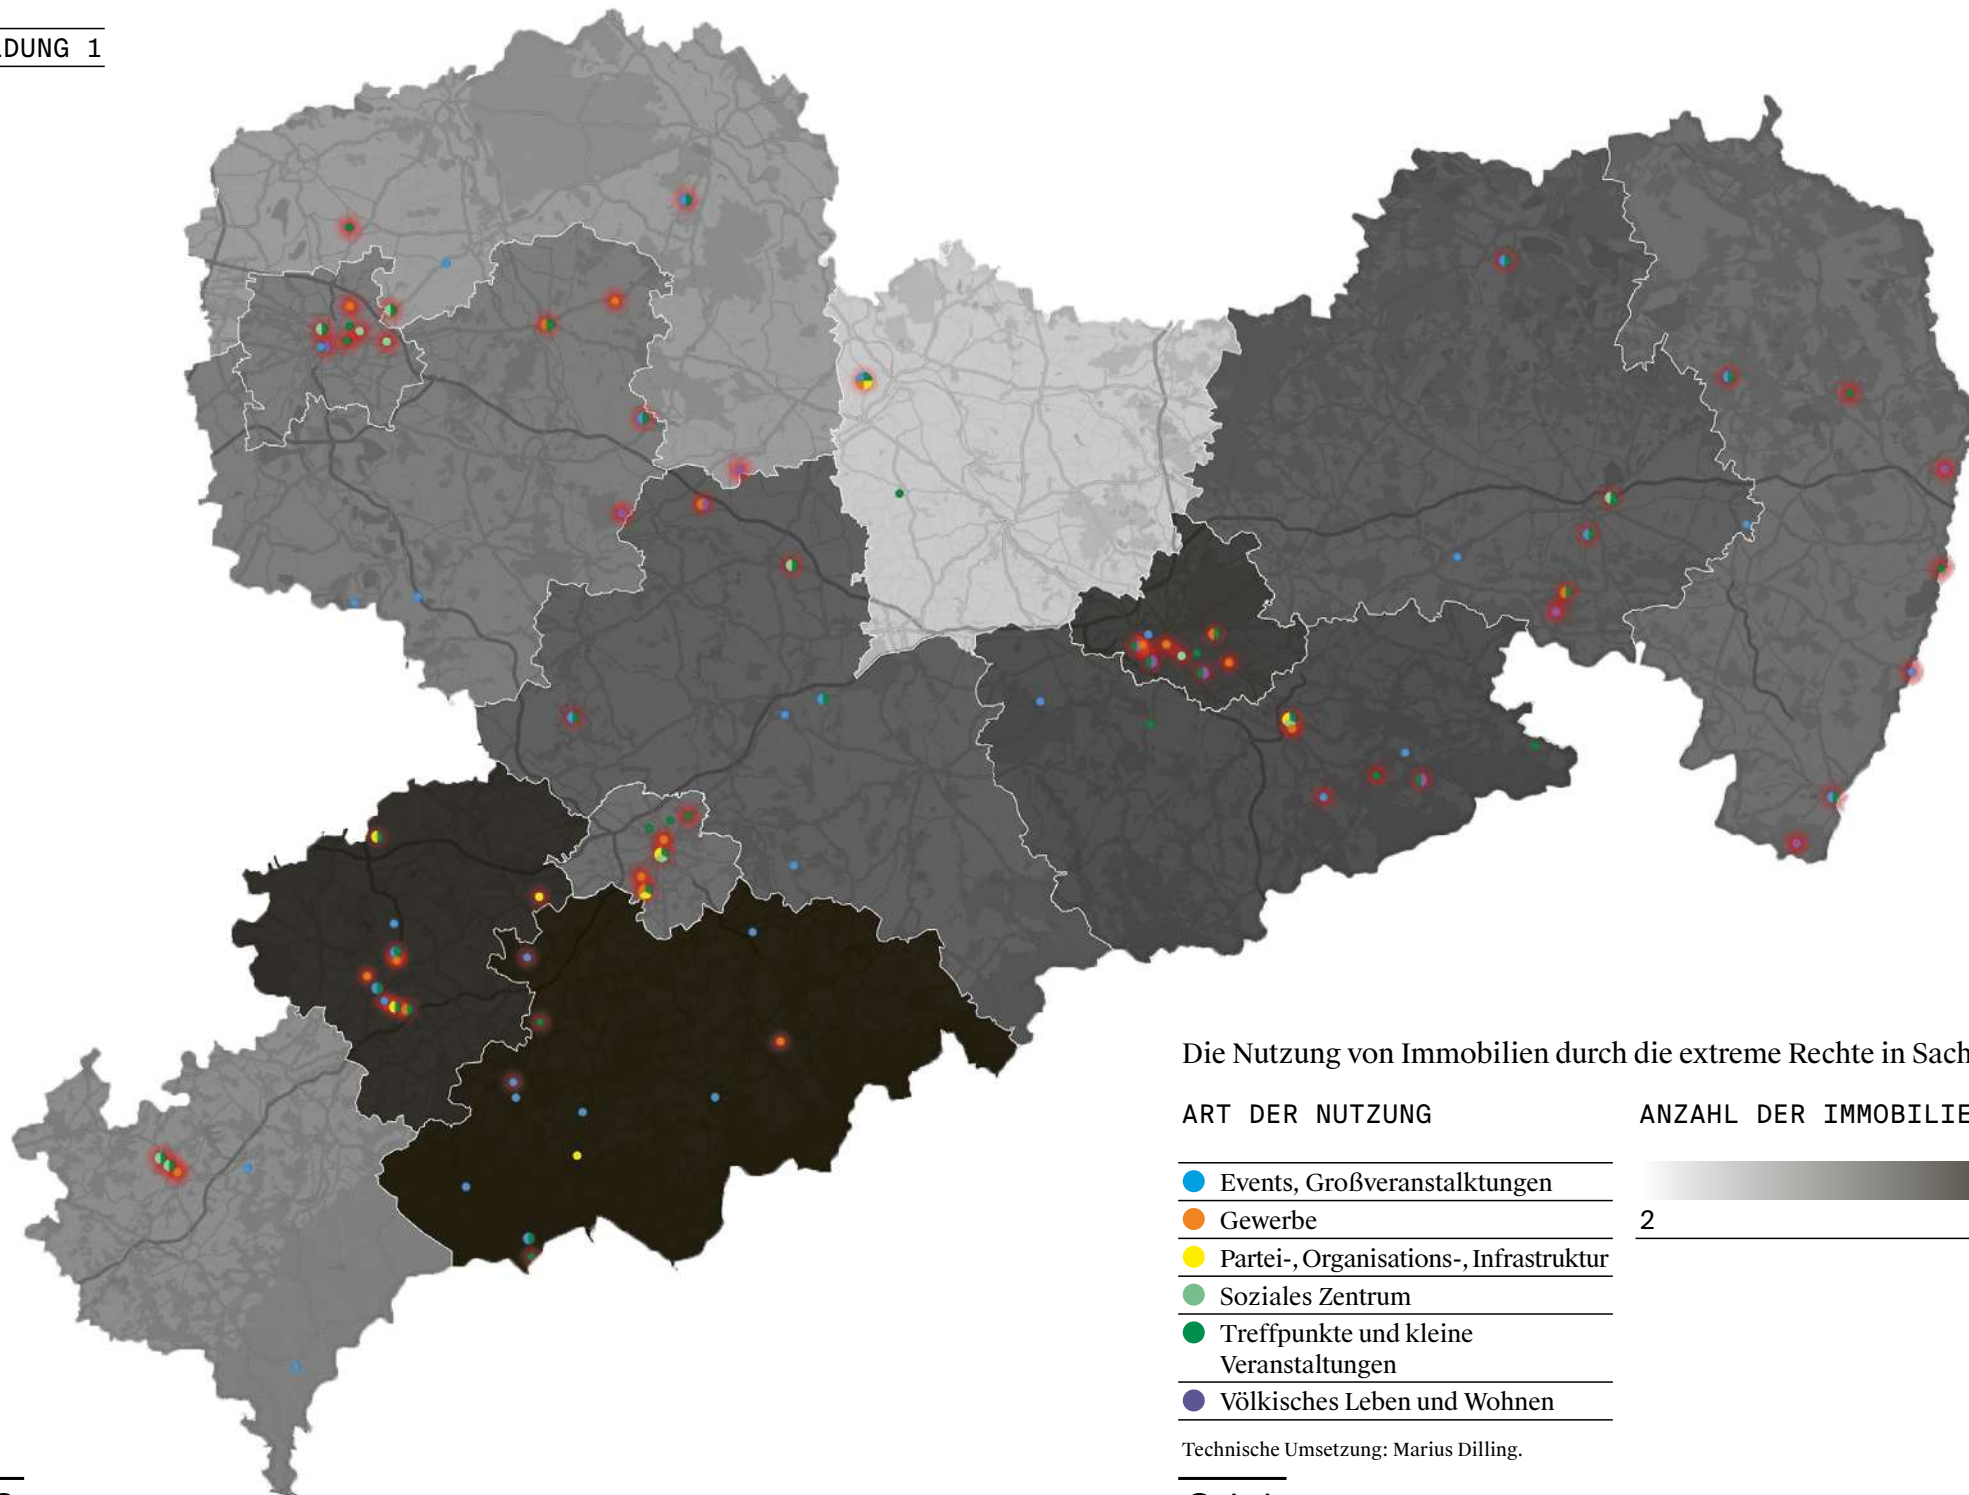 LDUNG 1
Die Nutzung von Immobilien durch die extreme Rechte in Sach
ART DER NUTZUNG
ANZAHL DER IMMOBILIE
Events, Großveranstalktungen
Gewerbe
2
Partei-, Organisations-, Infrastruktur
Soziales Zentrum
Treffpunkte und kleine
Veranstaltungen
Völkisches Leben und Wohnen
Technische Umsetzung: Marius Dilling.